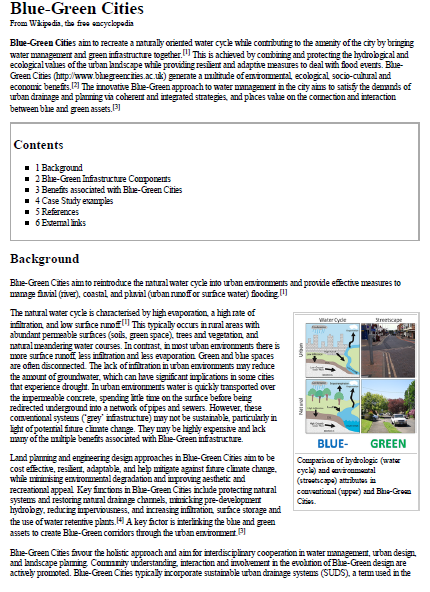 Blue-Green Cities
From Wikipedia, the free encyclopedia
Blue-Green Cities aim to recreate a naturally oriented water cycle while contributing to the amenity of the city by bringing
water management and green infrastructure together.[1] This is achieved by combining and protecting the hydrological and
ecological values of the urban landscape while providing resilient and adaptive measures to deal with flood events. Blue-
Green Cities (http://www.bluegreencities.ac.uk) generate a multitude of environmental, ecological, socio-cultural and
economic benefits.[2] The innovative Blue-Green approach to water management in the city aims to satisfy the demands of
urban drainage and planning via coherent and integrated strategies, and places value on the connection and interaction
between blue and green assets.[3]
Contents
1 Background
2 Blue-Green Infrastructure Components
3 Benefits associated with Blue-Green Cities
4 Case Study examples
5 References
6 External links
Background
Blue-Green Cities aim to reintroduce the natural water cycle into urban environments and provide effective measures to
manage fluvial (river), coastal, and pluvial (urban runoff or surface water) flooding.[1]
The natural water cycle is characterised by high evaporation, a high rate of
infiltration, and low surface runoff.[1] This typically occurs in rural areas with
abundant permeable surfaces (soils, green space), trees and vegetation, and
natural meandering water courses. In contrast, in most urban environments there is
more surface runoff, less infiltration and less evaporation. Green and blue spaces
are often disconnected. The lack of infiltration in urban environments may reduce
the amount of groundwater, which can have significant implications in some cities
that experience drought. In urban environments water is quickly transported over
the impermeable concrete, spending little time on the surface before being
redirected underground into a network of pipes and sewers. However, these
conventional systems ('grey' infrastructure) may not be sustainable, particularly in
light of potential future climate change. They may be highly expensive and lack
many of the multiple benefits associated with Blue-Green infrastructure.
Water Cycle Streetscape
Urban
Natural
BLUE- GREEN
Comparison of hydrologic (water
cycle) and environmental
(streetscape) attributes in
conventional (upper) and Blue-Green
Cities.
Land planning and engineering design approaches in Blue-Green Cities aim to be
cost effective, resilient, adaptable, and help mitigate against future climate change,
while minimising environmental degradation and improving aesthetic and
recreational appeal. Key functions in Blue-Green Cities include protecting natural
systems and restoring natural drainage channels, mimicking pre-development
hydrology, reducing imperviousness, and increasing infiltration, surface storage and
the use of water retentive plants.[4] A key factor is interlinking the blue and green
assets to create Blue-Green corridors through the urban environment.[3]
Blue-Green Cities favour the holistic approach and aim for interdisciplinary cooperation in water management, urban design,
and landscape planning. Community understanding, interaction and involvement in the evolution of Blue-Green design are
actively promoted. Blue-Green Cities typically incorporate sustainable urban drainage systems (SUDS), a term used in the